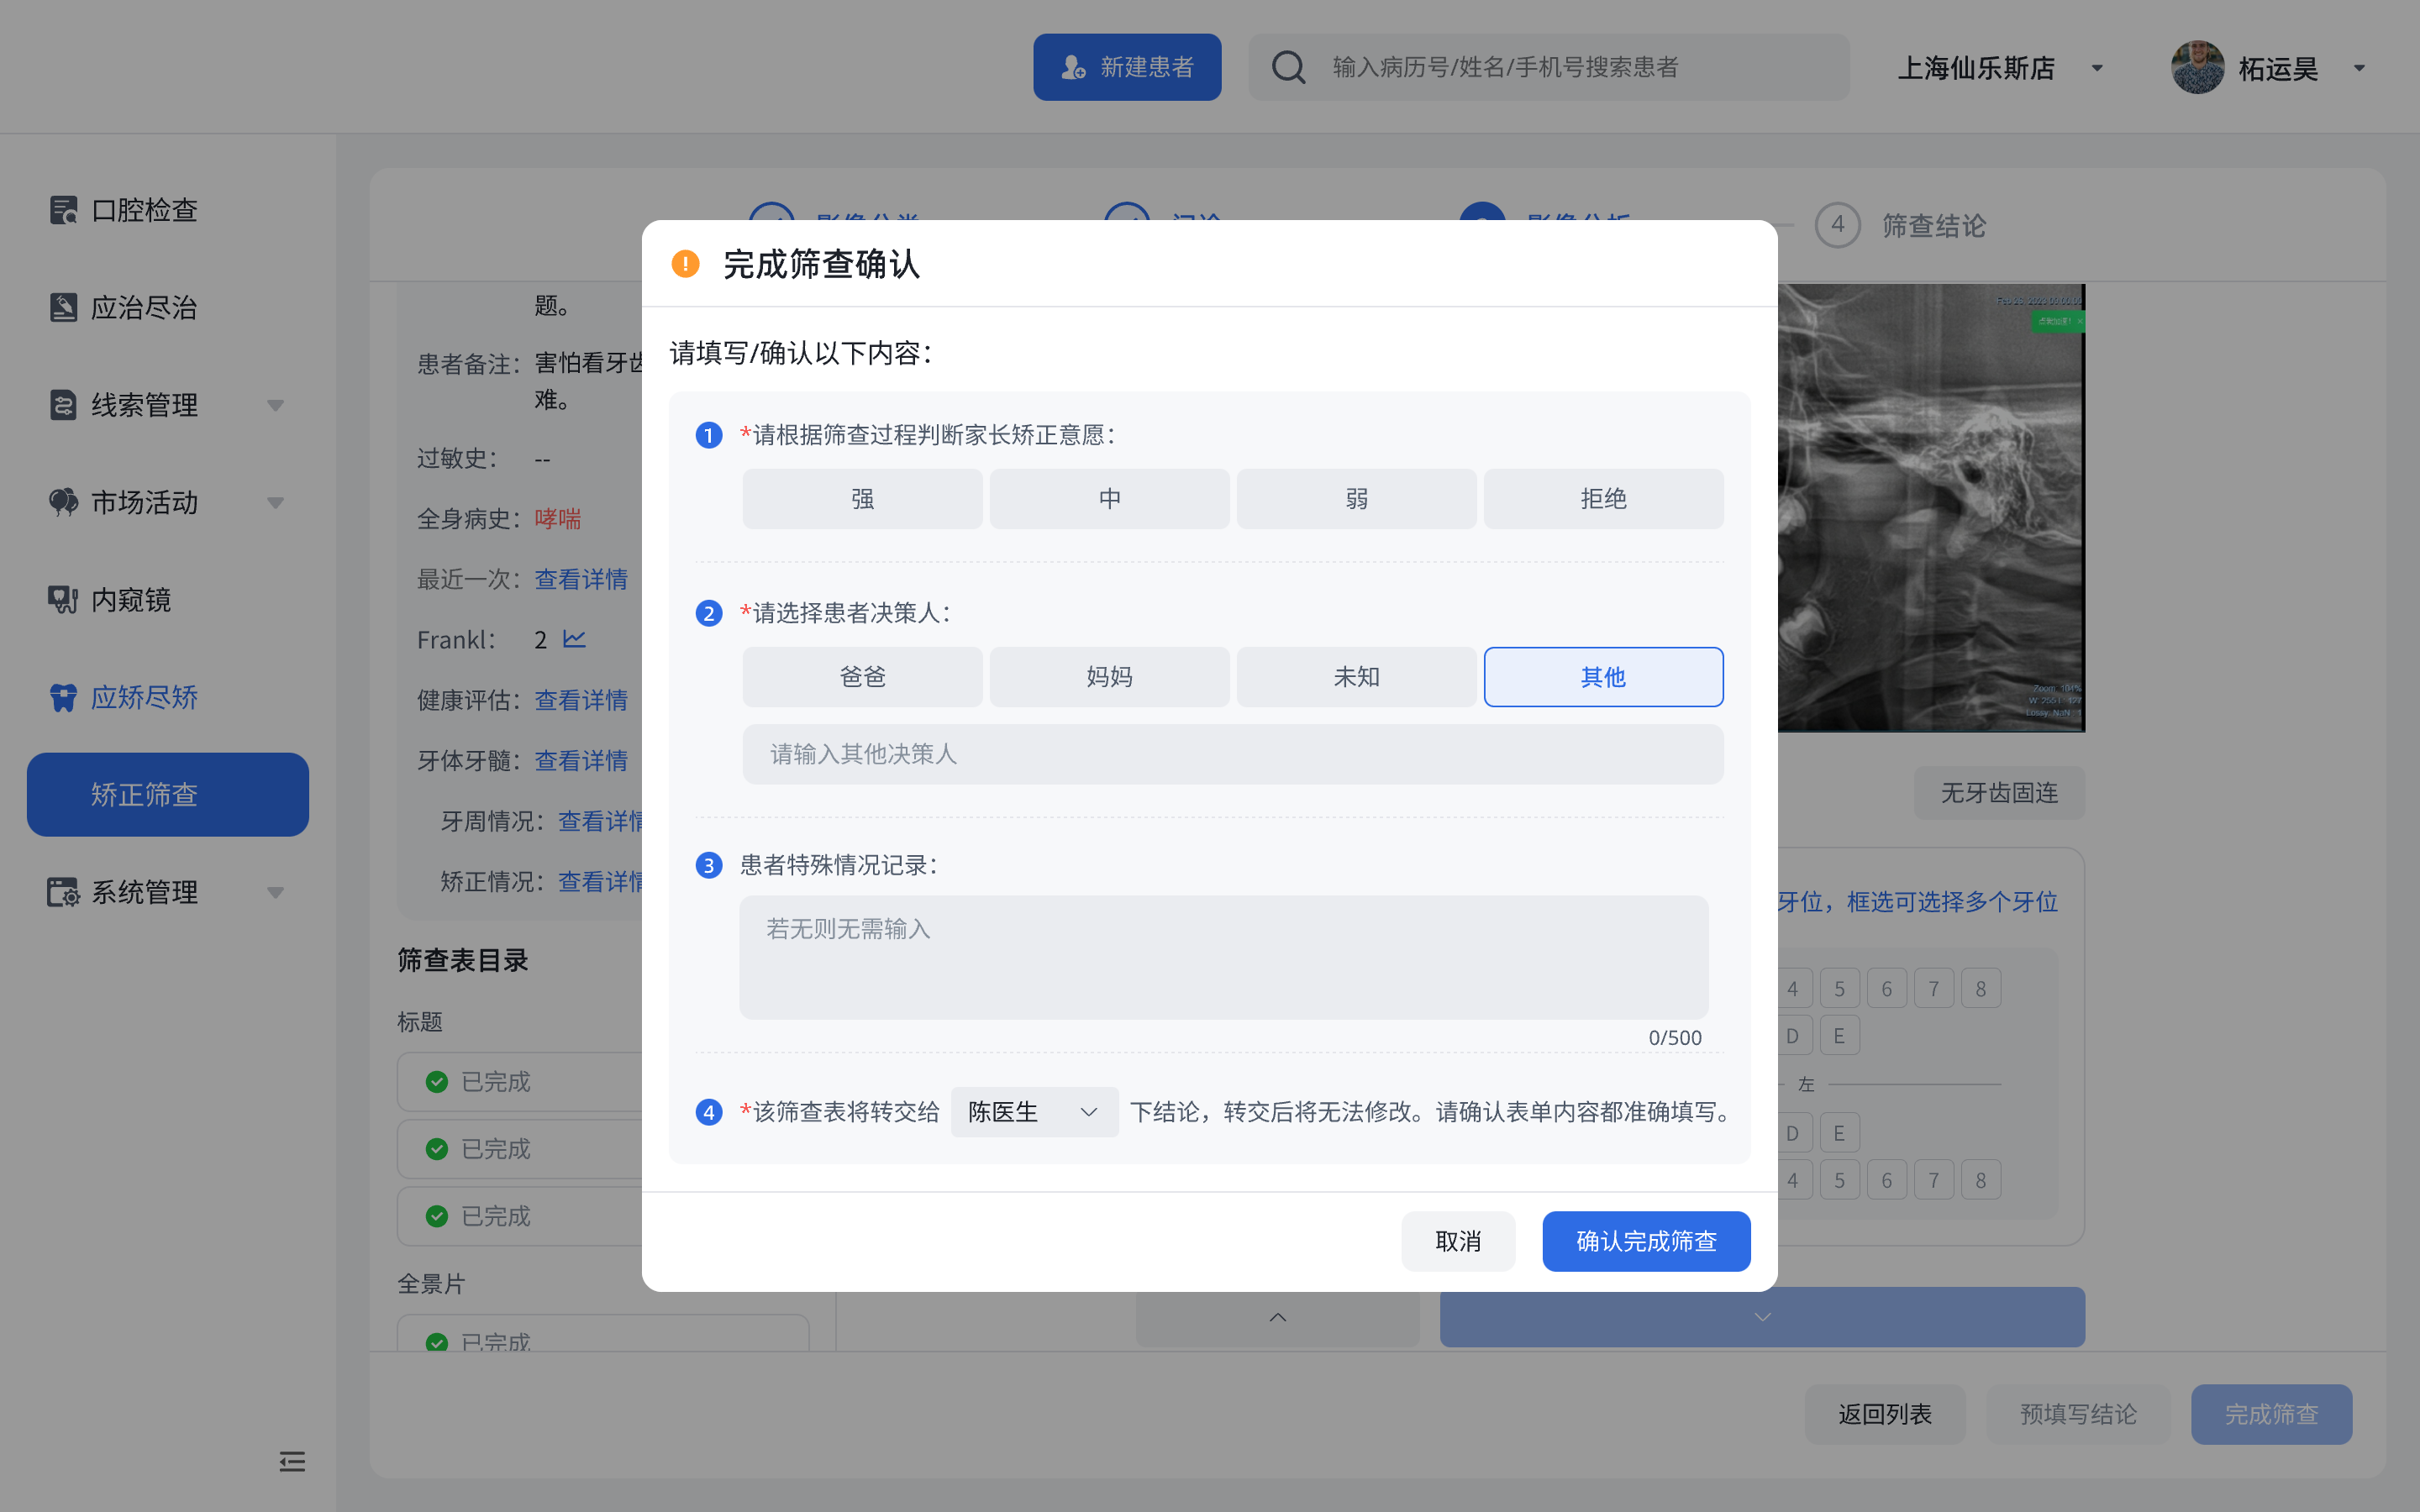 新建患者
输入病历号/姓名/手机号搜索患者
上海仙乐斯店
柘运昊
口腔检查
应治尽治
线索管理
市场活动
内窥镜
应矫尽矫
矫正筛查
系统管理
影像分类
问诊
影像分析
4 筛查结论
题。
患者备注： 害怕看牙齿
难。
过敏史： --
全身病史： 哮喘
最近一次： 查看详情
Frankl： 2
健康评估： 查看详情
牙体牙髓： 查看详情
牙周情况： 查看详情
矫正情况： 查看详情
筛查表目录
标题
已完成
已完成
已完成
全景片
已完成
完成筛查确认
请填写/确认以下内容：
1 *请根据筛查过程判断家长矫正意愿：
强 中 弱 拒绝
2 *请选择患者决策人：
爸爸 妈妈 未知 其他
请输入其他决策人
3 患者特殊情况记录：
若无则无需输入
0/500
4 *该筛查表将转交给 陈医生 下结论，转交后将无法修改。请确认表单内容都准确填写。
取消 确认完成筛查
Zoom: 104%
无牙齿固连
牙位，框选可选择多个牙位
4 5 6 7 8
D E
左
D E
4 5 6 7 8
返回列表 预填写结论 完成筛查